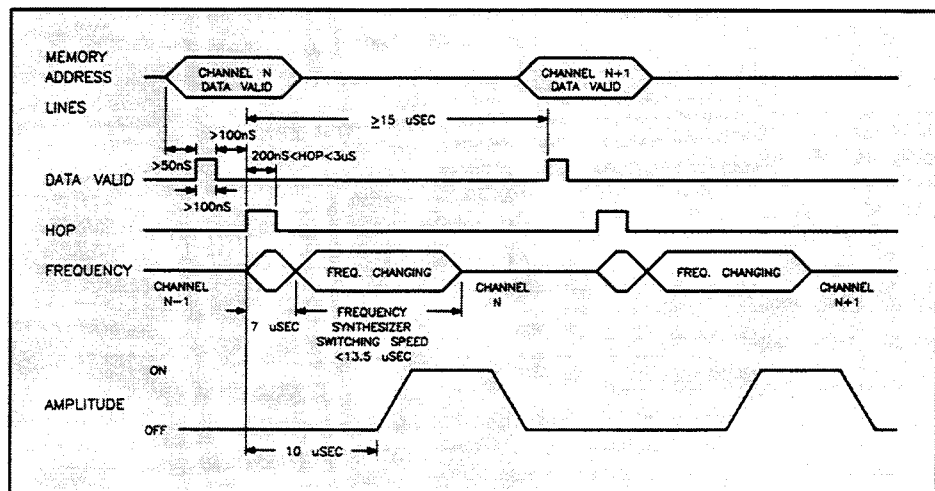 MEMORY
ADDRESS
LINES
CHANNEL N
DATA VALID
CHANNEL N+1
DATA VALID
≥15 uSEC
>100nS
200nS<HOP<3uS
>50nS
DATA VALID
>100nS
HOP
FREQUENCY
FREQ. CHANGING
FREQ. CHANGING
CHANNEL
N-1
CHANNEL
N
CHANNEL
N+1
7 uSEC
FREQUENCY
SYNTHESIZER
SWITCHING SPEED
<13.5 uSEC
ON
AMPLITUDE
OFF
10 uSEC